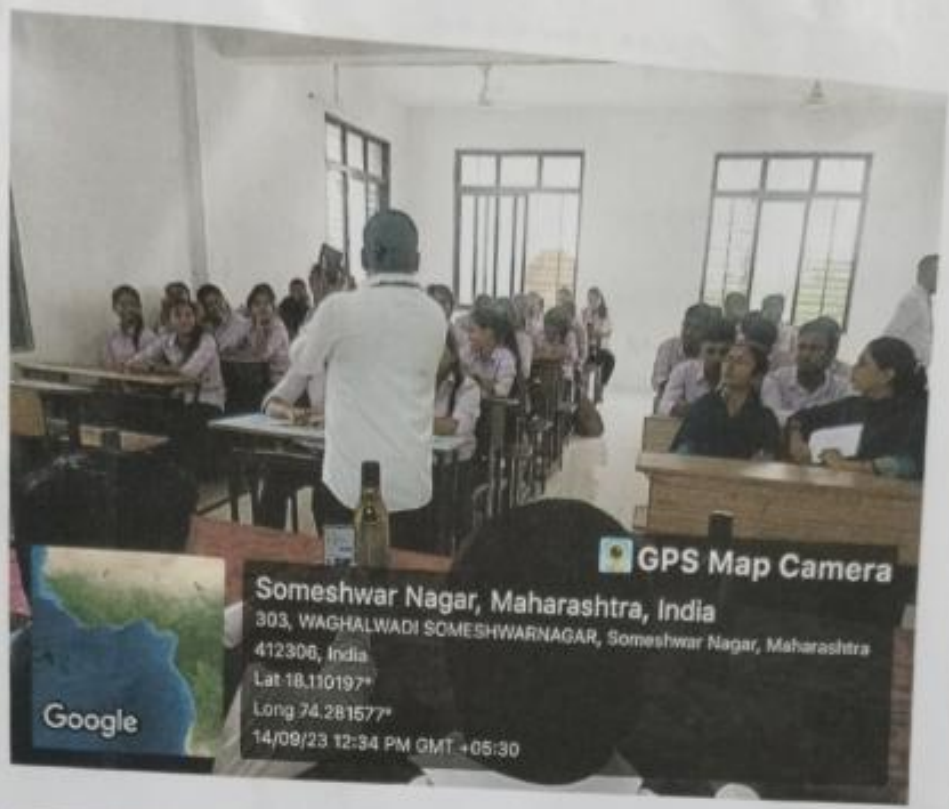 GPS Map Camera
Someshwar Nagar, Maharashtra, India
303, WAGHALWADI SOMESHWARNAGAR, Someshwar Nagar, Maharashtra
412306, India
Lat 18.110197°
Long 74.281577°
14/09/23 12:34 PM GMT +05:30
Google